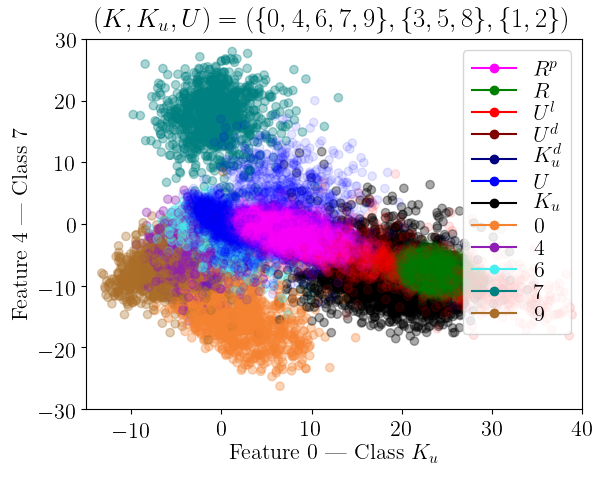 (K, K_u, U) = ({0, 4, 6, 7, 9}, {3, 5, 8}, {1, 2})
30
20
10
0
−10
−20
−30
Feature 4 — Class 7
−10
0
10
20
30
40
Feature 0 — Class K_u
R^p
R
U^l
U^d
K_u^d
U
K_u
0
4
6
7
9